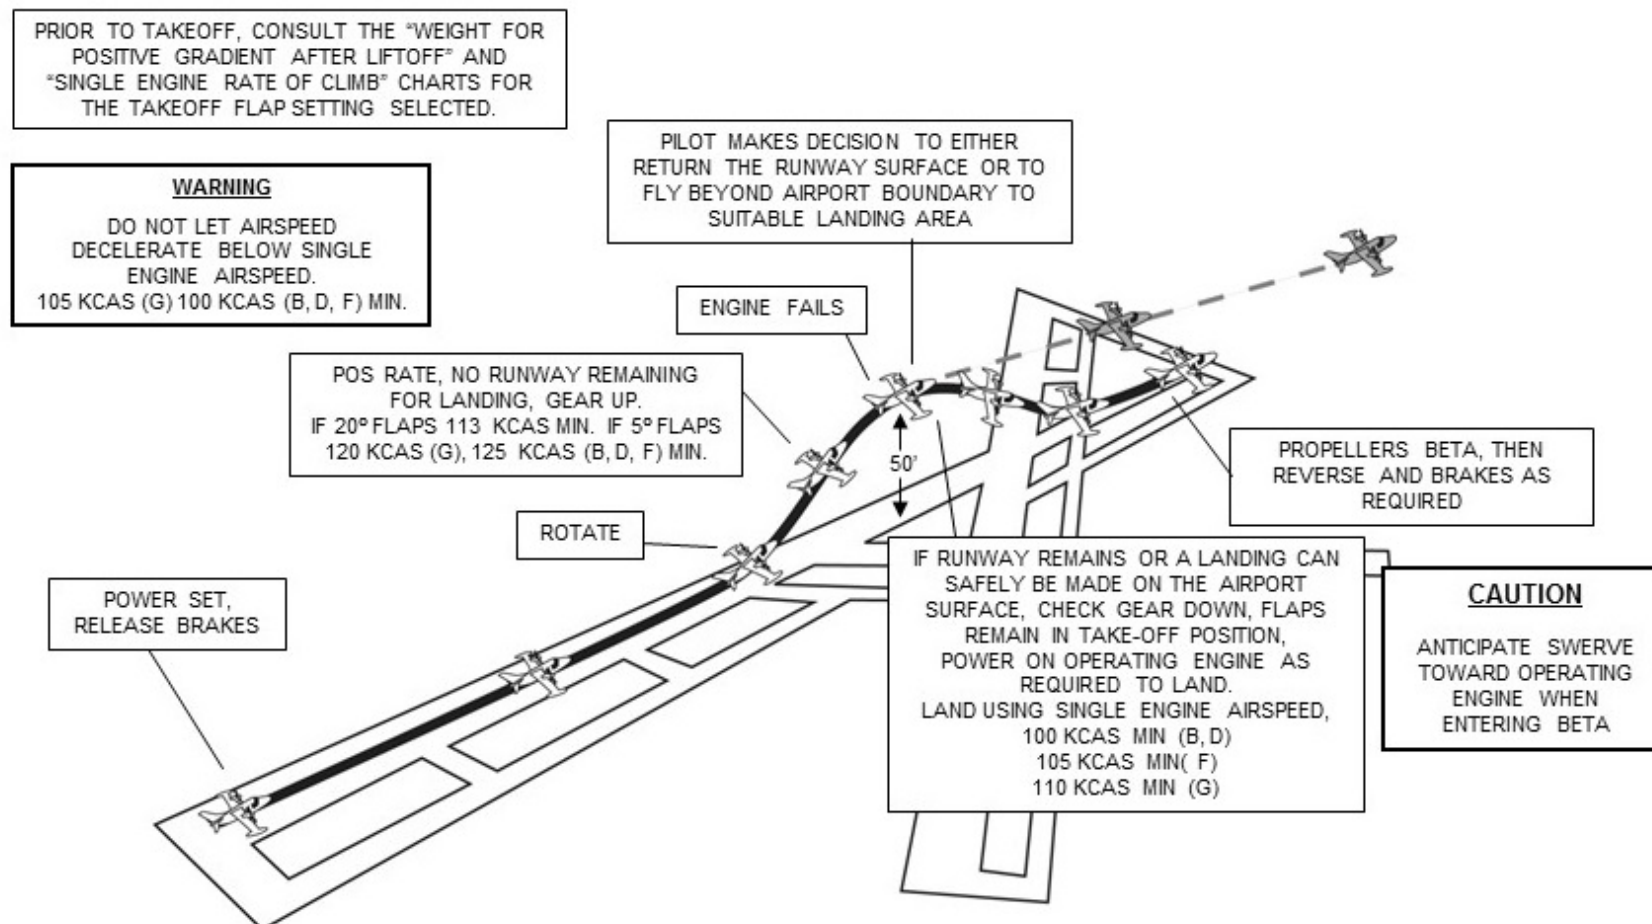 PRIOR TO TAKEOFF, CONSULT THE "WEIGHT FOR
POSITIVE GRADIENT AFTER LIFTOFF" AND
"SINGLE ENGINE RATE OF CLIMB" CHARTS FOR
THE TAKEOFF FLAP SETTING SELECTED.
WARNING
DO NOT LET AIRSPEED
DECELERATE BELOW SINGLE
ENGINE AIRSPEED.
105 KCAS (G) 100 KCAS (B, D, F) MIN.
PILOT MAKES DECISION TO EITHER
RETURN THE RUNWAY SURFACE OR TO
FLY BEYOND AIRPORT BOUNDARY TO
SUITABLE LANDING AREA
ENGINE FAILS
POS RATE, NO RUNWAY REMAINING
FOR LANDING, GEAR UP.
IF 20º FLAPS 113 KCAS MIN. IF 5º FLAPS
120 KCAS (G), 125 KCAS (B, D, F) MIN.
50'
PROPELLERS BETA, THEN
REVERSE AND BRAKES AS
REQUIRED
ROTATE
IF RUNWAY REMAINS OR A LANDING CAN
SAFELY BE MADE ON THE AIRPORT
SURFACE, CHECK GEAR DOWN, FLAPS
REMAIN IN TAKE-OFF POSITION,
POWER ON OPERATING ENGINE AS
REQUIRED TO LAND.
LAND USING SINGLE ENGINE AIRSPEED,
100 KCAS MIN (B, D)
105 KCAS MIN( F)
110 KCAS MIN (G)
CAUTION
ANTICIPATE SWERVE
TOWARD OPERATING
ENGINE WHEN
ENTERING BETA
POWER SET,
RELEASE BRAKES